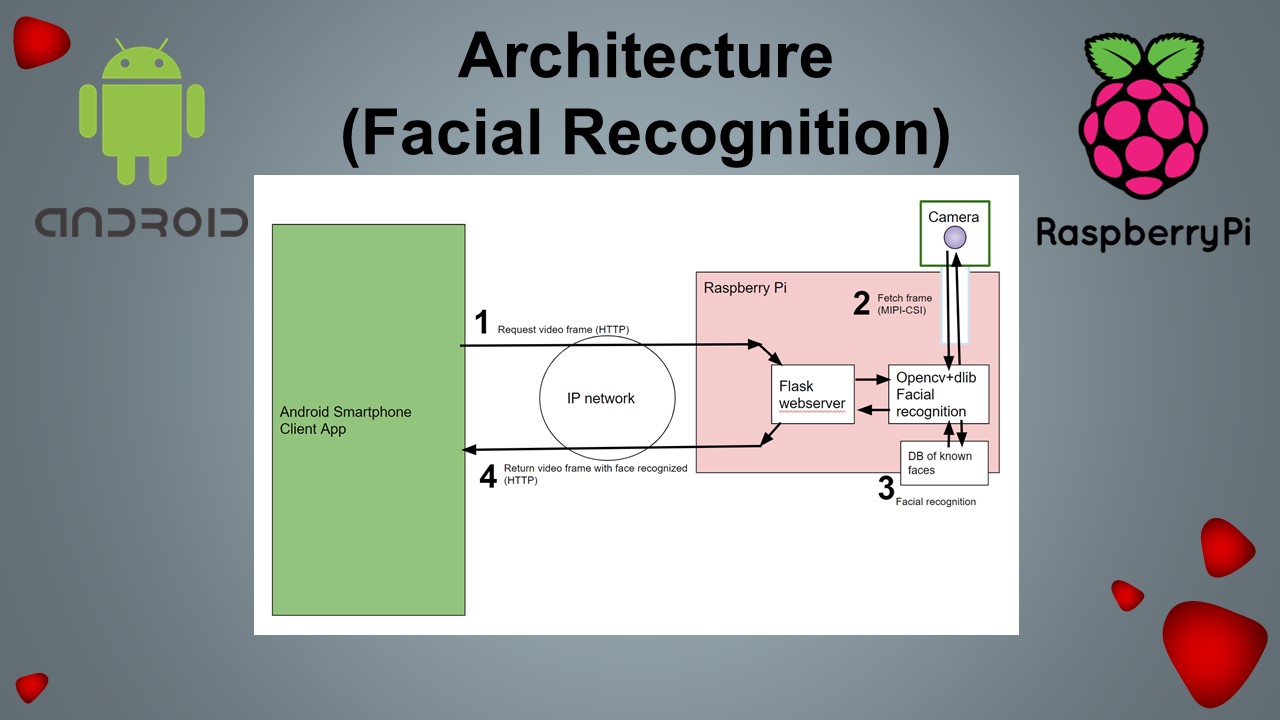 Architecture
(Facial Recognition)
ANDROID
RaspberryPi
Camera
Raspberry Pi
2
Fetch frame
(MIPI-CSI)
1
Request video frame (HTTP)
Flask
webserver
Opencv+dlib
Facial
recognition
IP network
Android Smartphone
Client App
DB of known
faces
4
Return video frame with face recognized
(HTTP)
3
Facial recognition